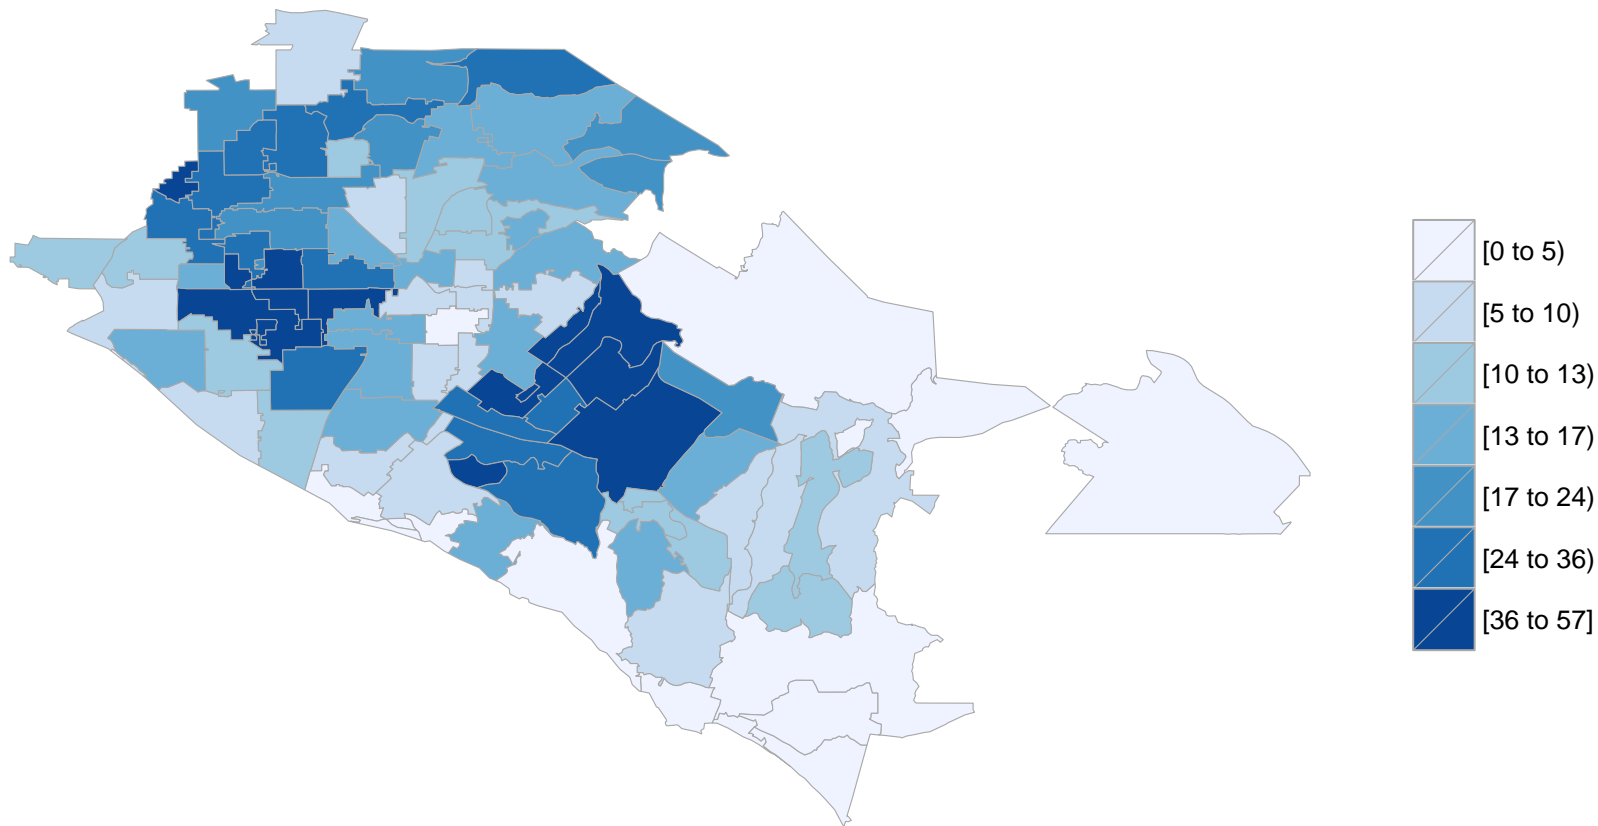 [0 to 5)
[5 to 10)
[10 to 13)
[13 to 17)
[17 to 24)
[24 to 36)
[36 to 57]